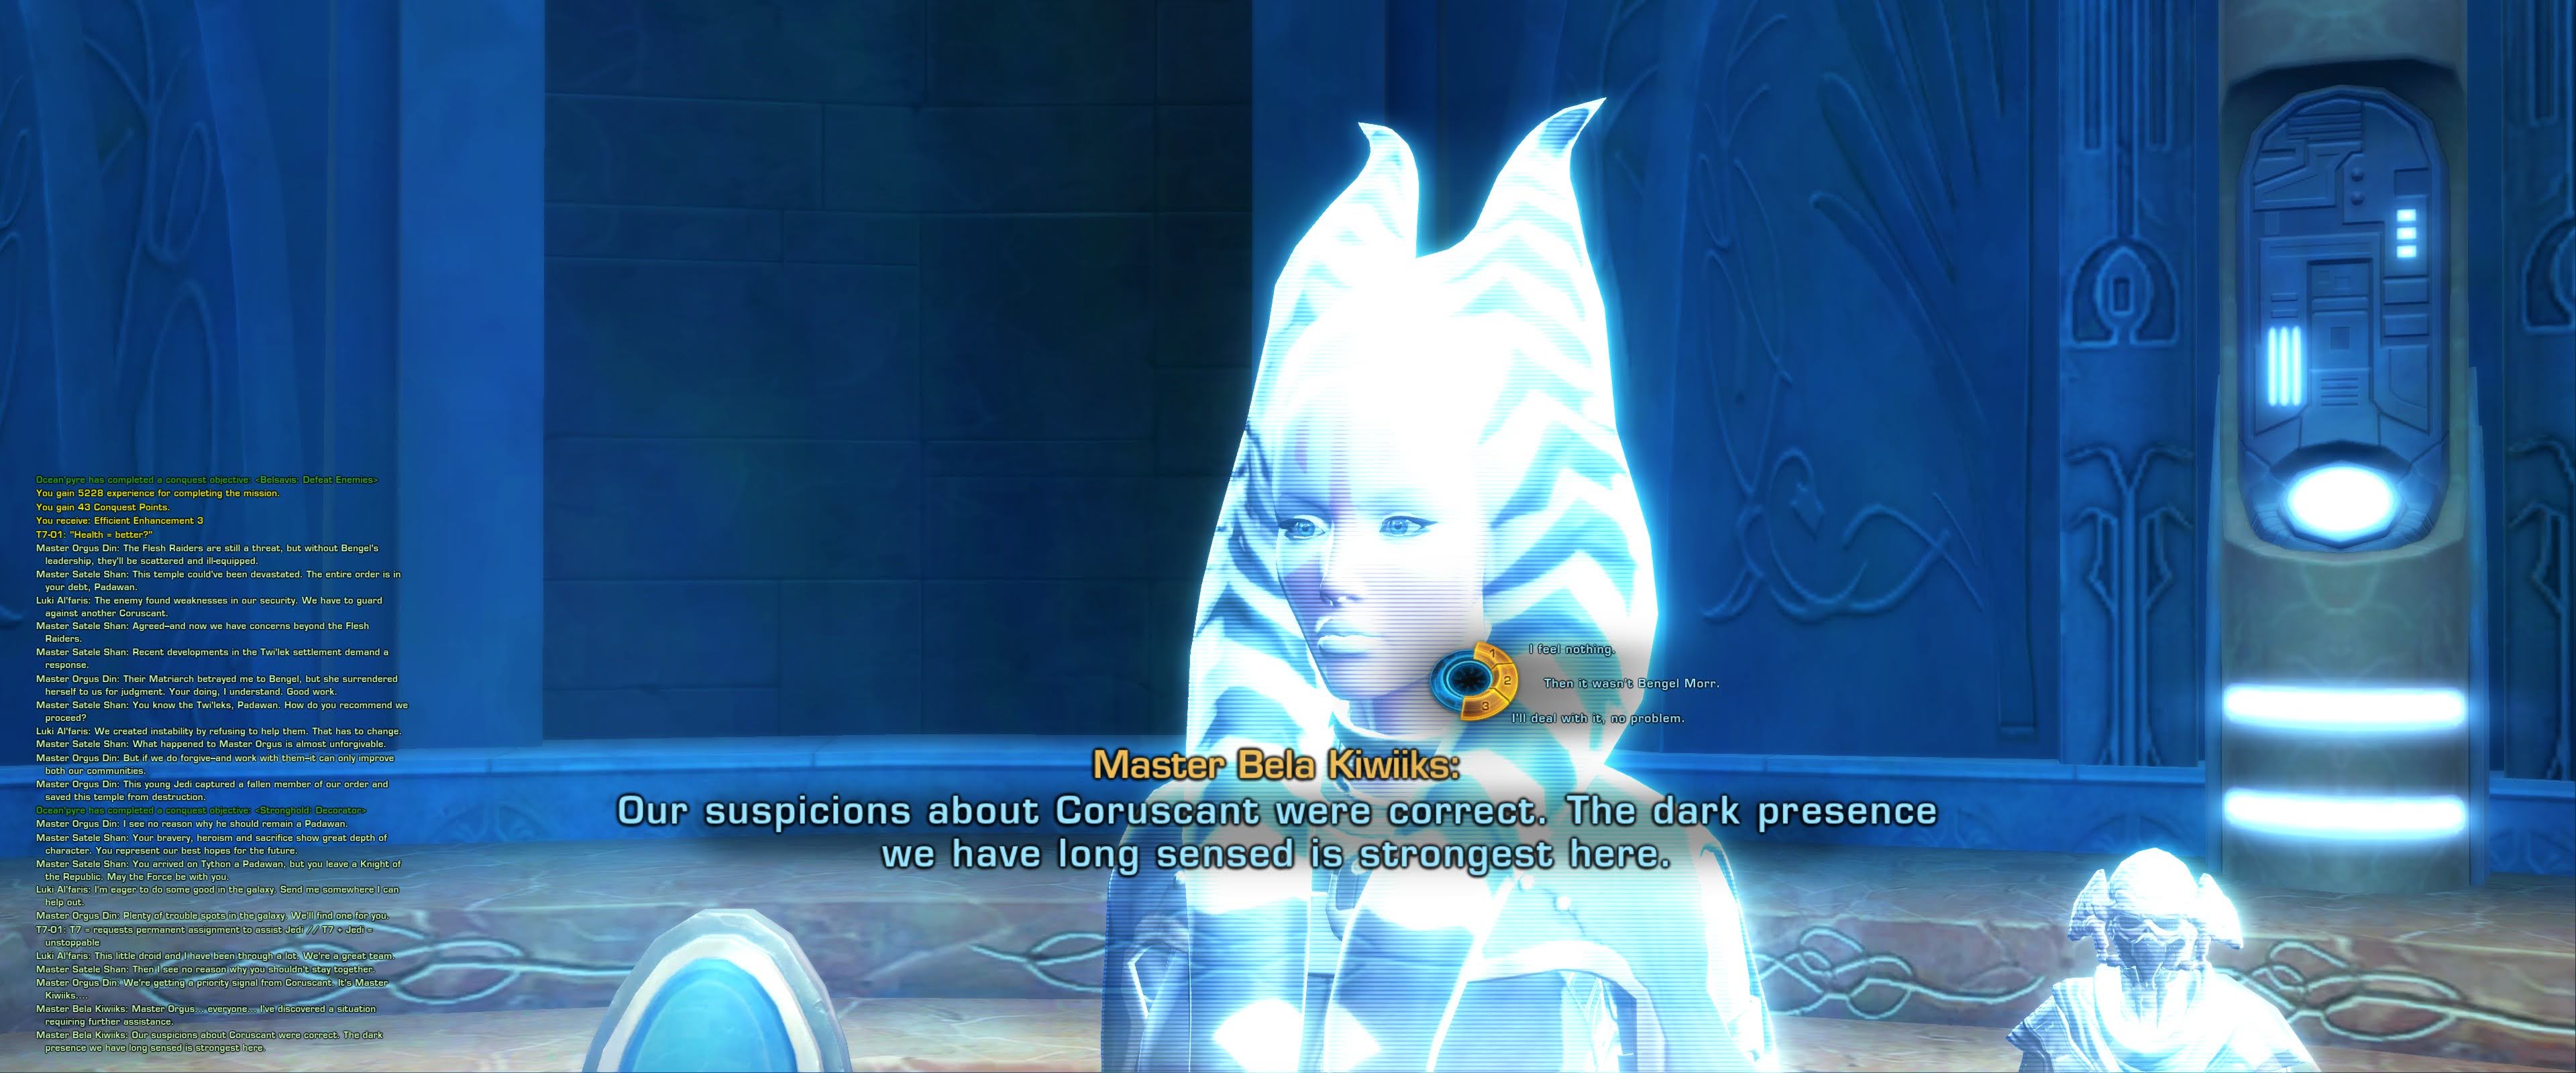 Ocean'pyre has completed a conquest objective: <Belsavis: Defeat Enemies>
You gain 5228 experience for completing the mission.
You gain 43 Conquest Points.
You receive: Efficient Enhancement 3
T7-01: "Health = better?"
Master Orgus Din: The Flesh Raiders are still a threat, but without Bengel's
leadership, they'll be scattered and ill-equipped.
Master Satele Shan: This temple could've been devastated. The entire order is in
your debt, Padawan.
Luki Al'faris: The enemy found weaknesses in our security. We have to guard
against another Coruscant.
Master Satele Shan: Agreed—and now we have concerns beyond the Flesh
Raiders.
Master Satele Shan: Recent developments in the Twi'lek settlement demand a
response.
Master Orgus Din: Their Matriarch betrayed me to Bengel, but she surrendered
herself to us for judgment. Your doing, I understand. Good work.
Master Satele Shan: You know the Twi'leks, Padawan. How do you recommend we
proceed?
Luki Al'faris: We created instability by refusing to help them. That has to change.
Master Satele Shan: What happened to Master Orgus is almost unforgivable.
Master Orgus Din: But if we do forgive—and work with them—it can only improve
both our communities.
Master Orgus Din: This young Jedi captured a fallen member of our order and
saved this temple from destruction.
Ocean'pyre has completed a conquest objective: <Stronghold: Decorator>
Master Orgus Din: I see no reason why he should remain a Padawan.
Master Satele Shan: Your bravery, heroism and sacrifice show great depth of
character. You represent our best hopes for the future.
Master Satele Shan: You arrived on Tython a Padawan, but you leave a Knight of
the Republic. May the Force be with you.
Luki Al'faris: I'm eager to do some good in the galaxy. Send me somewhere I can
help out.
Master Orgus Din: Plenty of trouble spots in the galaxy. We'll find one for you.
T7-01: T7 = requests permanent assignment to assist Jedi // T7 + Jedi =
unstoppable
Luki Al'faris: This little droid and I have been through a lot. We're a great team.
Master Satele Shan: Then I see no reason why you shouldn't stay together.
Master Orgus Din: We're getting a priority signal from Coruscant. It's Master
Kiwiiks....
Master Bela Kiwiiks: Master Orgus... everyone... I've discovered a situation
requiring further assistance.
Master Bela Kiwiiks: Our suspicions about Coruscant were correct. The dark
presence we have long sensed is strongest here.
1 I feel nothing.
2 Then it wasn't Bengel Morr.
3 I'll deal with it, no problem.
Master Bela Kiwiiks:
Our suspicions about Coruscant were correct. The dark presence
we have long sensed is strongest here.